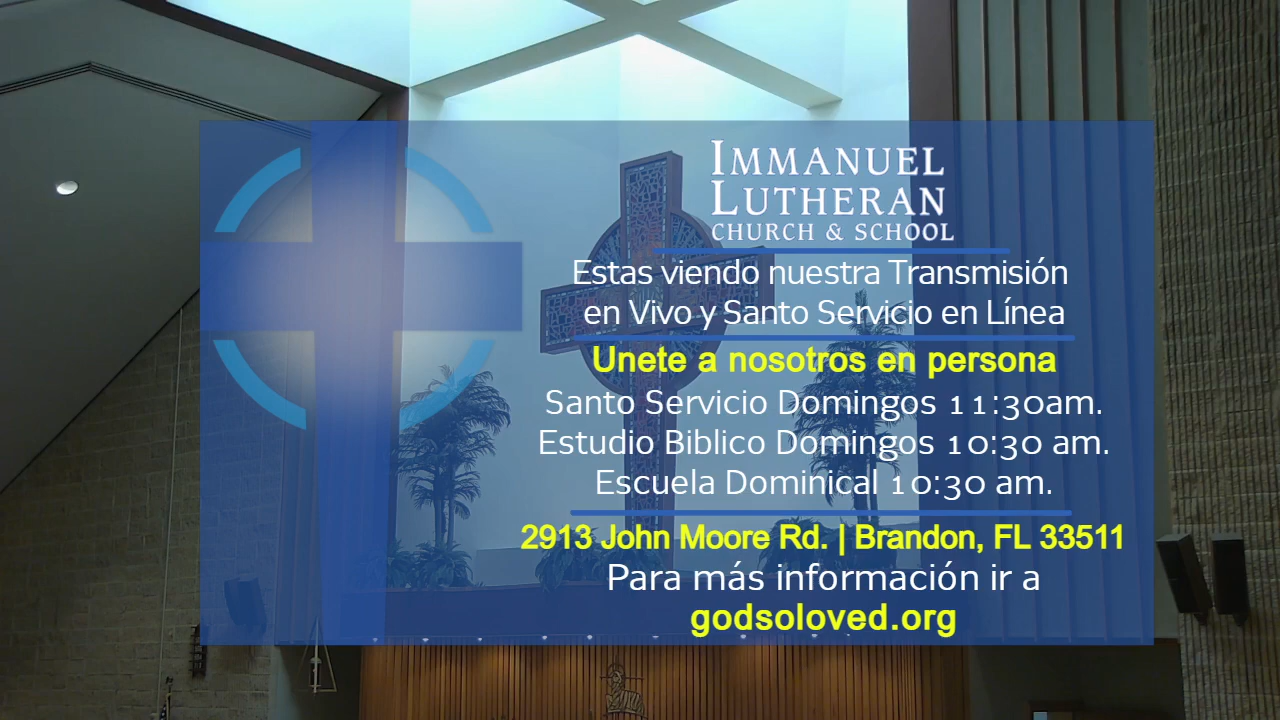 IMMANUEL
LUTHERAN
CHURCH & SCHOOL
Estas viendo nuestra Transmisión
en Vivo y Santo Servicio en Línea
Unete a nosotros en persona
Santo Servicio Domingos 11:30am.
Estudio Biblico Domingos 10:30 am.
Escuela Dominical 10:30 am.
2913 John Moore Rd. | Brandon, FL 33511
Para más información ir a
godsoloved.org